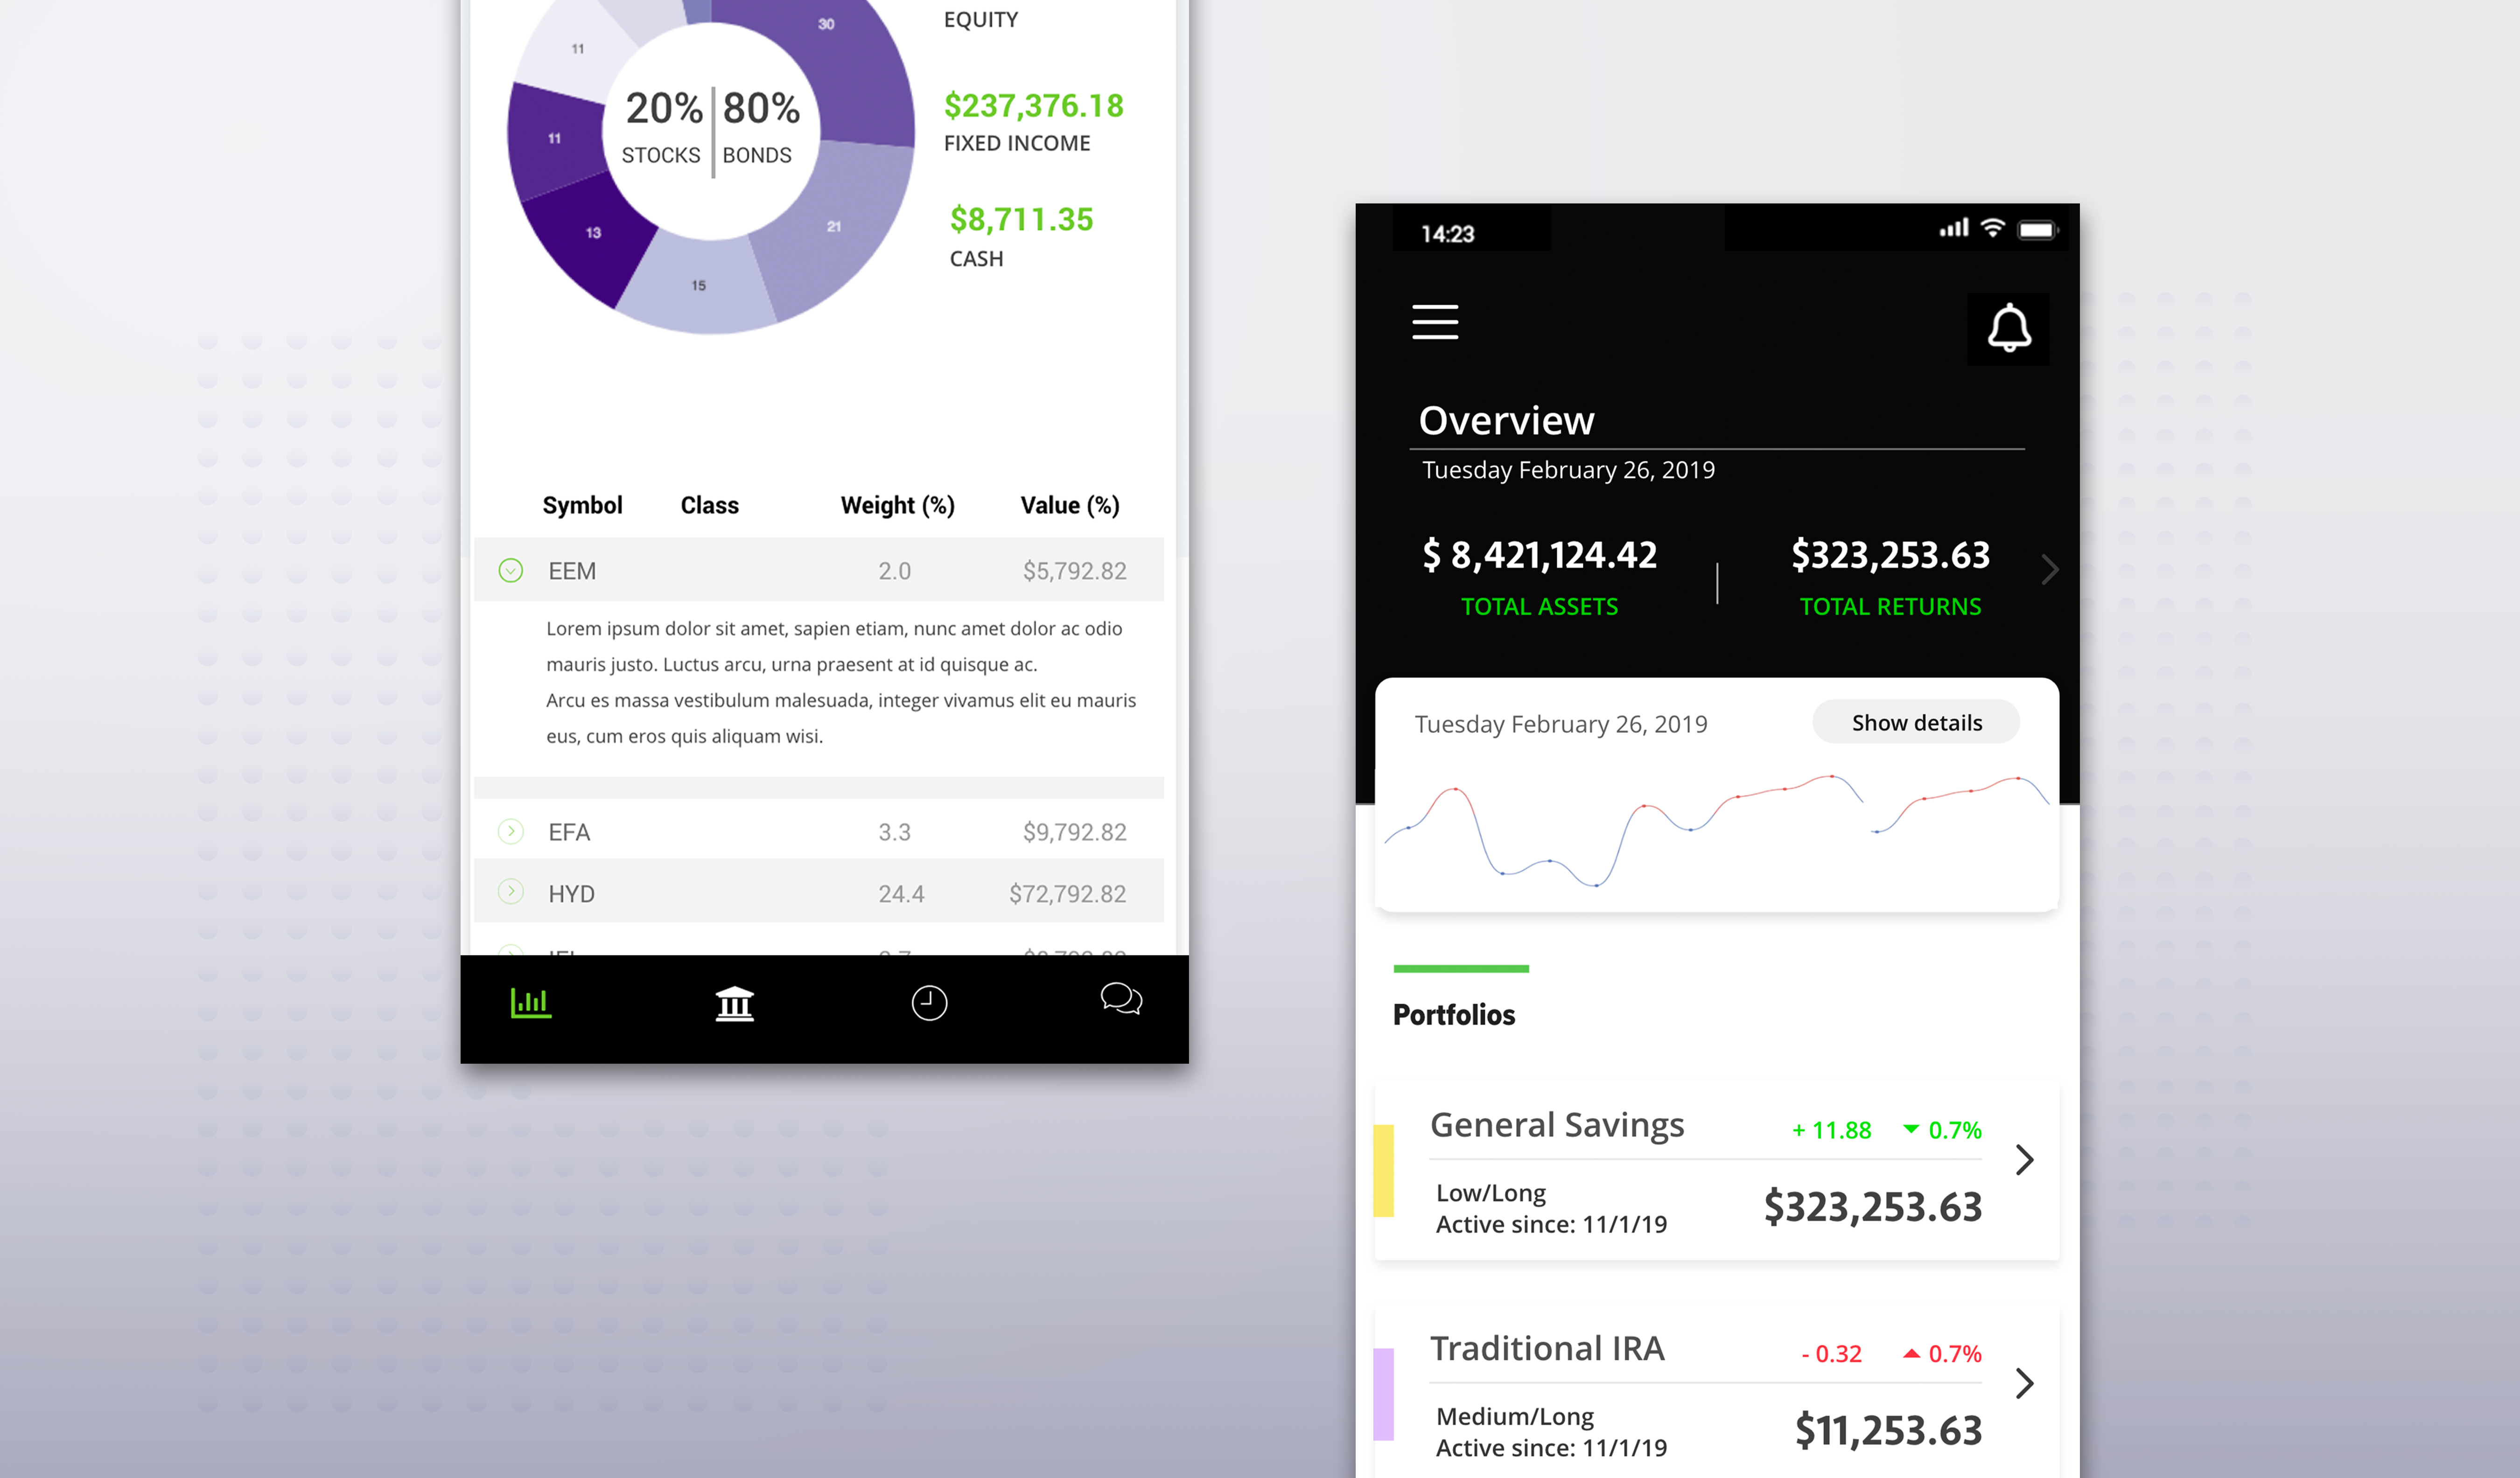 30
EQUITY
11
20% 80%
STOCKS BONDS
$237,376.18
FIXED INCOME
11
$8,711.35
CASH
13
21
15
Symbol Class Weight (%) Value (%)
EEM 2.0 $5,792.82
Lorem ipsum dolor sit amet, sapien etiam, nunc amet dolor ac odio
mauris justo. Luctus arcu, urna praesent at id quisque ac.
Arcu es massa vestibulum malesuada, integer vivamus elit eu mauris
eus, cum eros quis aliquam wisi.
EFA 3.3 $9,792.82
HYD 24.4 $72,792.82
14:23
Overview
Tuesday February 26, 2019
$ 8,421,124.42 $323,253.63
TOTAL ASSETS TOTAL RETURNS
Tuesday February 26, 2019 Show details
Portfolios
General Savings + 11.88 0.7%
Low/Long
Active since: 11/1/19
$323,253.63
Traditional IRA - 0.32 0.7%
Medium/Long
Active since: 11/1/19
$11,253.63